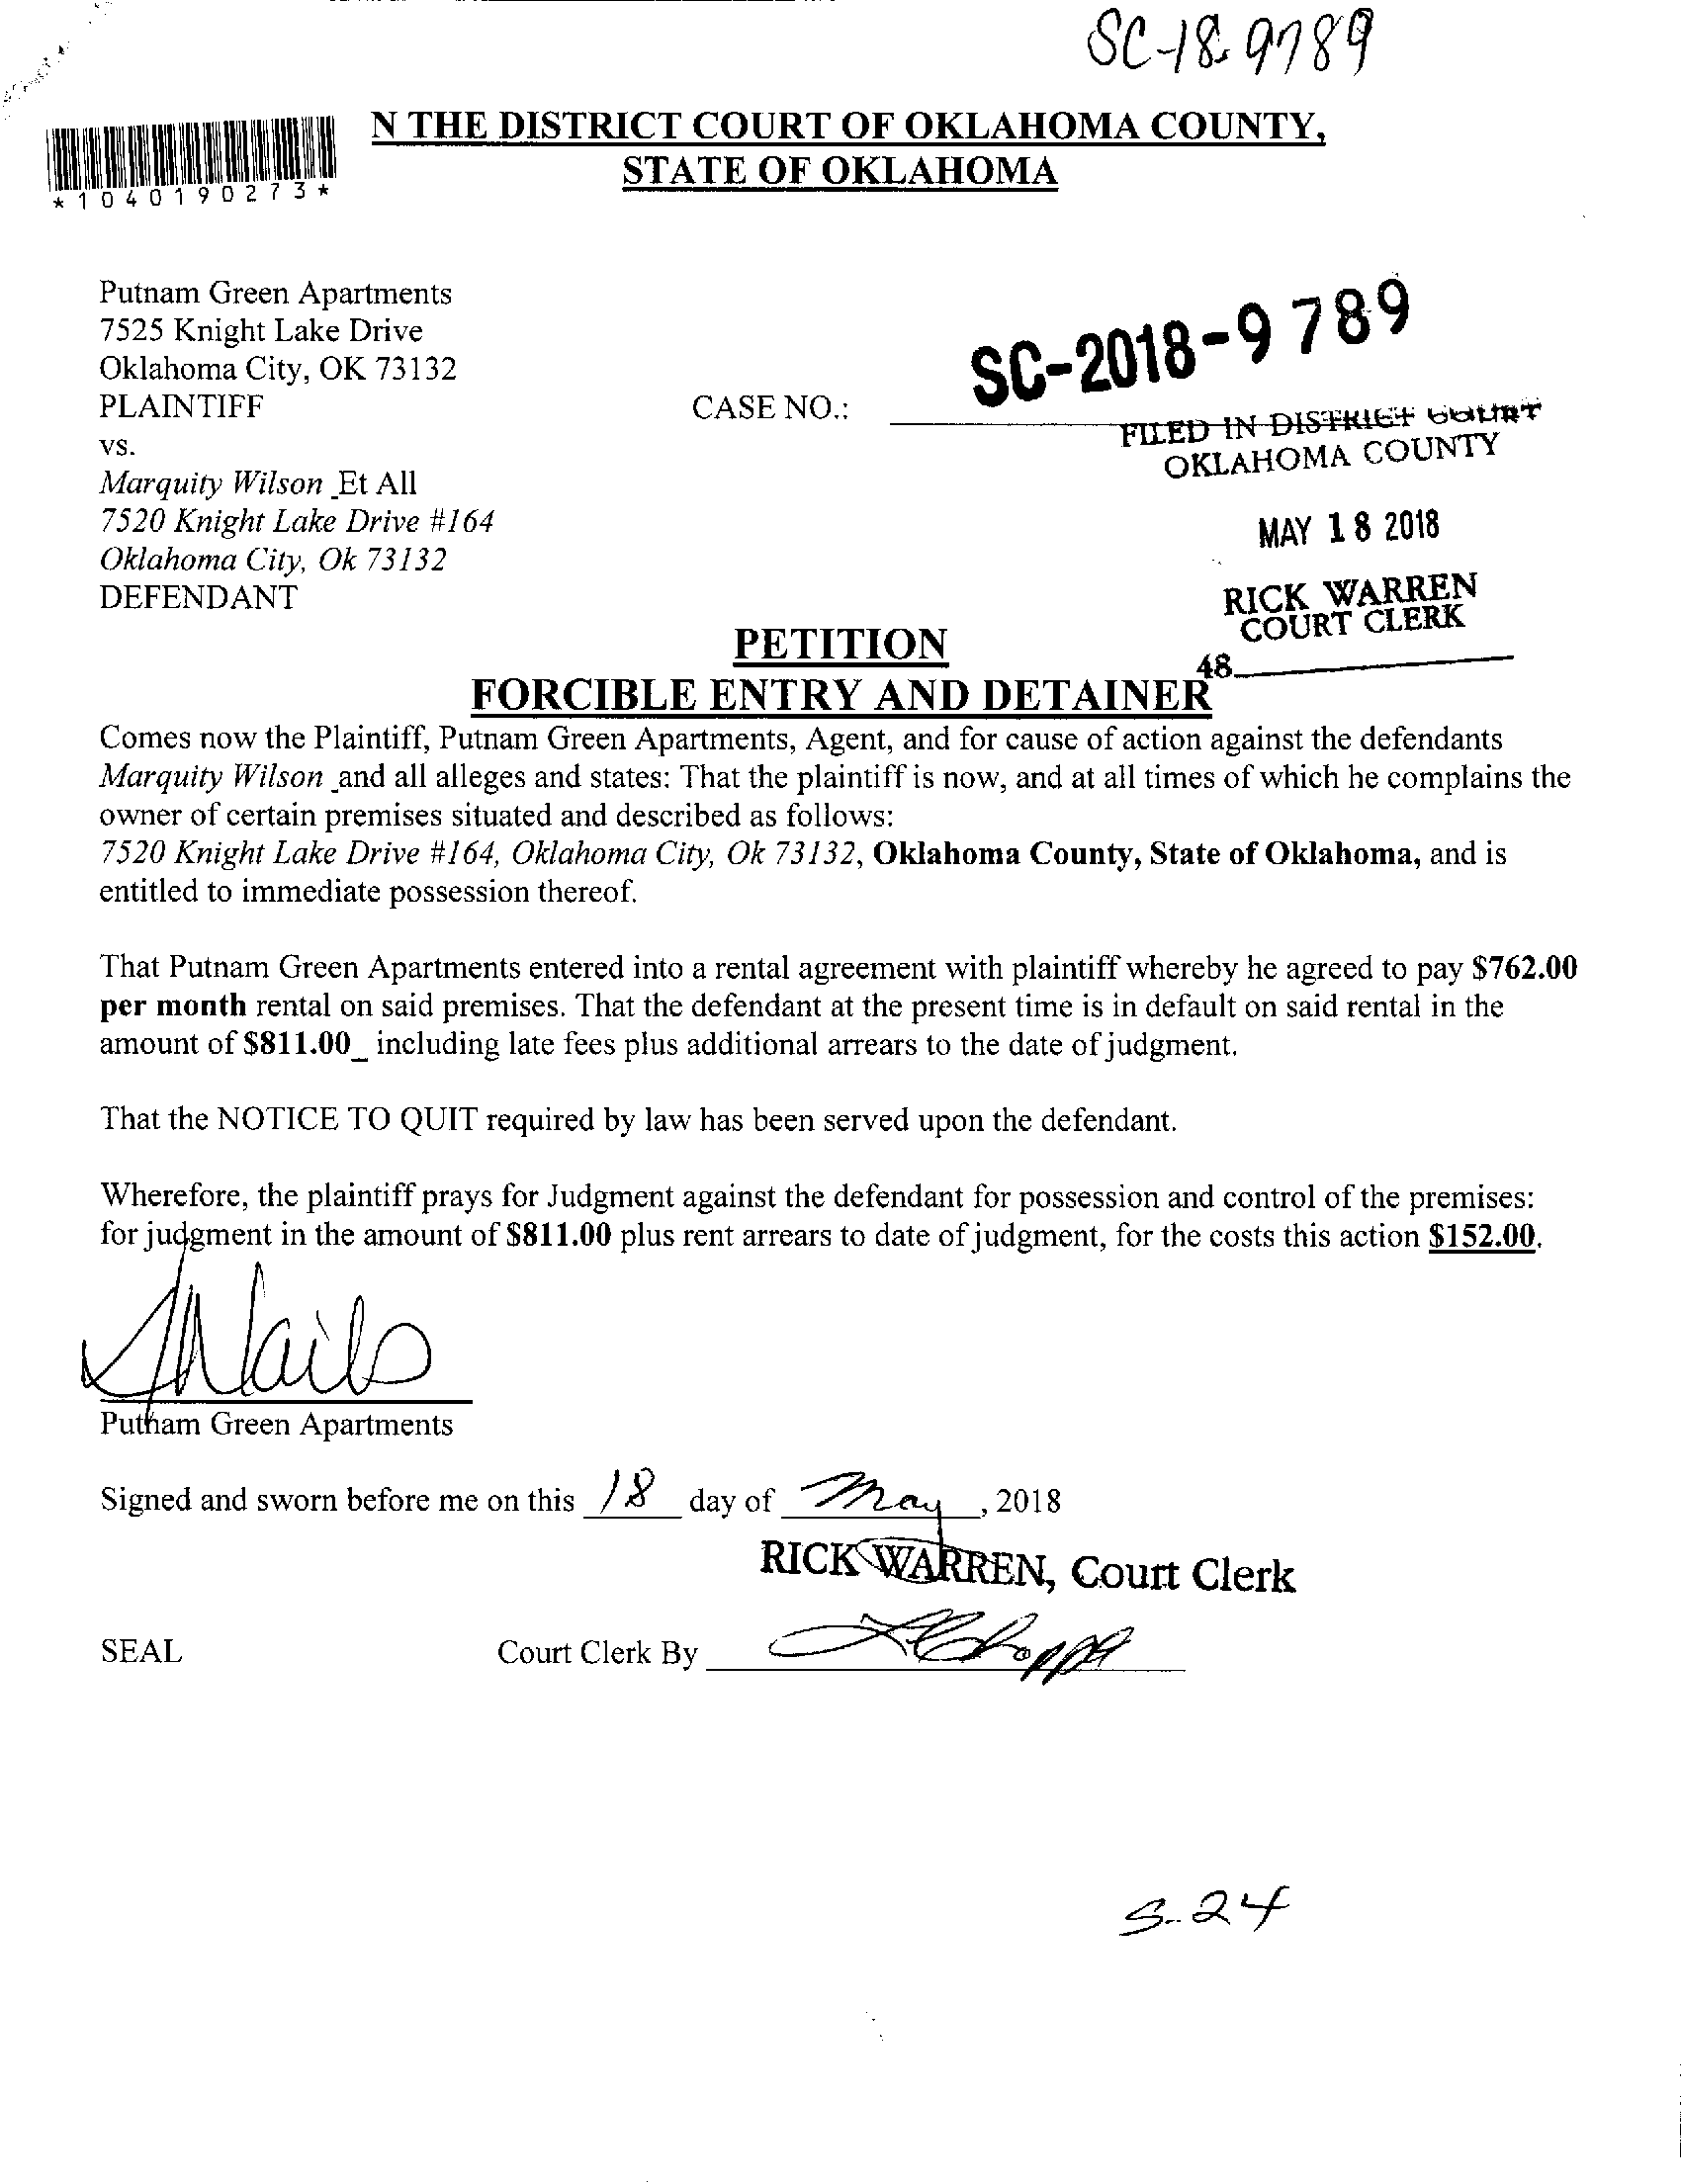 SC-18-9789
N THE DISTRICT COURT OF OKLAHOMA COUNTY,
STATE OF OKLAHOMA
*1040190273*
Putnam Green Apartments
7525 Knight Lake Drive
Oklahoma City, OK 73132
PLAINTIFF
CASE NO.:
SC-2018-9789
vs.
FILED IN DISTRICT COURT
OKLAHOMA COUNTY
Marquity Wilson _Et All
7520 Knight Lake Drive #164
MAY 18 2018
Oklahoma City, Ok 73132
DEFENDANT
RICK WARREN
COURT CLERK
48
PETITION
FORCIBLE ENTRY AND DETAINER
Comes now the Plaintiff, Putnam Green Apartments, Agent, and for cause of action against the defendants
Marquity Wilson _and all alleges and states: That the plaintiff is now, and at all times of which he complains the
owner of certain premises situated and described as follows:
7520 Knight Lake Drive #164, Oklahoma City, Ok 73132, Oklahoma County, State of Oklahoma, and is
entitled to immediate possession thereof.
That Putnam Green Apartments entered into a rental agreement with plaintiff whereby he agreed to pay $762.00
per month rental on said premises. That the defendant at the present time is in default on said rental in the
amount of $811.00_ including late fees plus additional arrears to the date of judgment.
That the NOTICE TO QUIT required by law has been served upon the defendant.
Wherefore, the plaintiff prays for Judgment against the defendant for possession and control of the premises:
for judgment in the amount of $811.00 plus rent arrears to date of judgment, for the costs this action $152.00.
Putnam Green Apartments
Signed and sworn before me on this 18 day of May, 2018
RICK WARREN, Court Clerk
SEAL
Court Clerk By
5-24